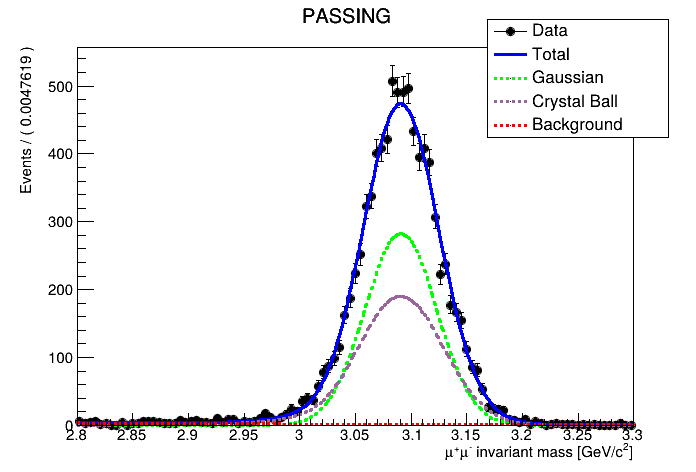 PASSING
Data
Total
Gaussian
Crystal Ball
Background
Events / ( 0.0047619 )
500
400
300
200
100
0
2.8 2.85 2.9 2.95 3 3.05 3.1 3.15 3.2 3.25 3.3
μ⁺μ⁻ invariant mass [GeV/c²]